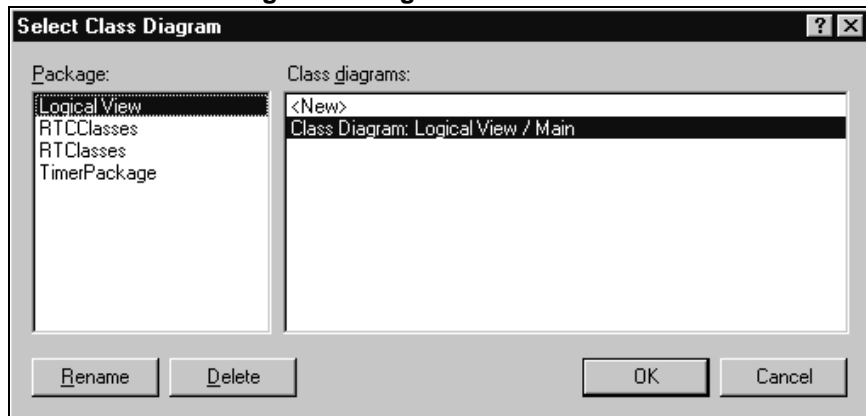 Select Class Diagram
? X
Package:
Class diagrams:
Logical View
RTCClasses
RTClasses
TimerPackage
<New>
Class Diagram: Logical View / Main
Rename
Delete
OK
Cancel